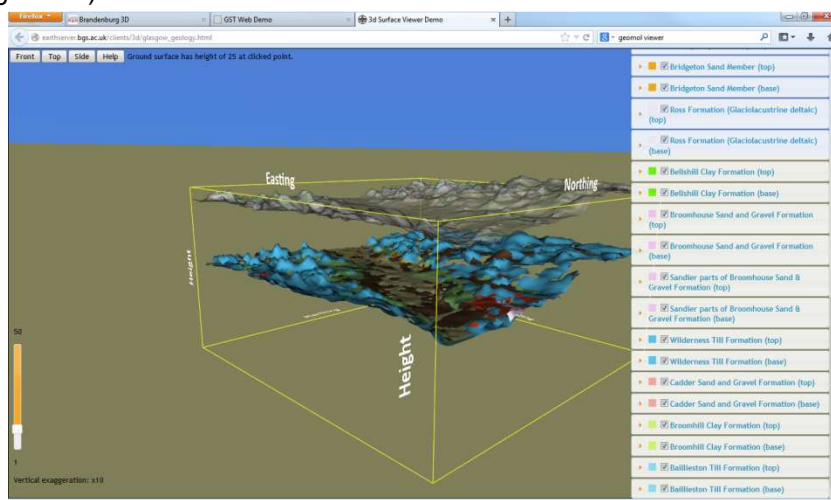 Firefox
Brandenburg 3D
GST Web Demo
3d Surface Viewer Demo
earthserver.bgs.ac.uk/clients/3d/glasgow_geology.html
geomol viewer
Front Top Side Help Ground surface has height of 25 at clicked point.
Bridgeton Sand Member (top)
Bridgeton Sand Member (base)
Ross Formation (Glaciolacustrine deltaic)
(top)
Ross Formation (Glaciolacustrine deltaic)
(base)
Bellshill Clay Formation (top)
Bellshill Clay Formation (base)
Broomhouse Sand and Gravel Formation
(top)
Broomhouse Sand and Gravel Formation
(base)
Sandier parts of Broomhouse Sand &
Gravel Formation (top)
Sandier parts of Broomhouse Sand &
Gravel Formation (base)
Wilderness Till Formation (top)
Wilderness Till Formation (base)
Cadder Sand and Gravel Formation (top)
Cadder Sand and Gravel Formation (base)
Broomhill Clay Formation (top)
Broomhill Clay Formation (base)
Baillieston Till Formation (top)
Baillieston Till Formation (base)
Easting
Northing
Height
Height
50
1
Vertical exaggeration: x10